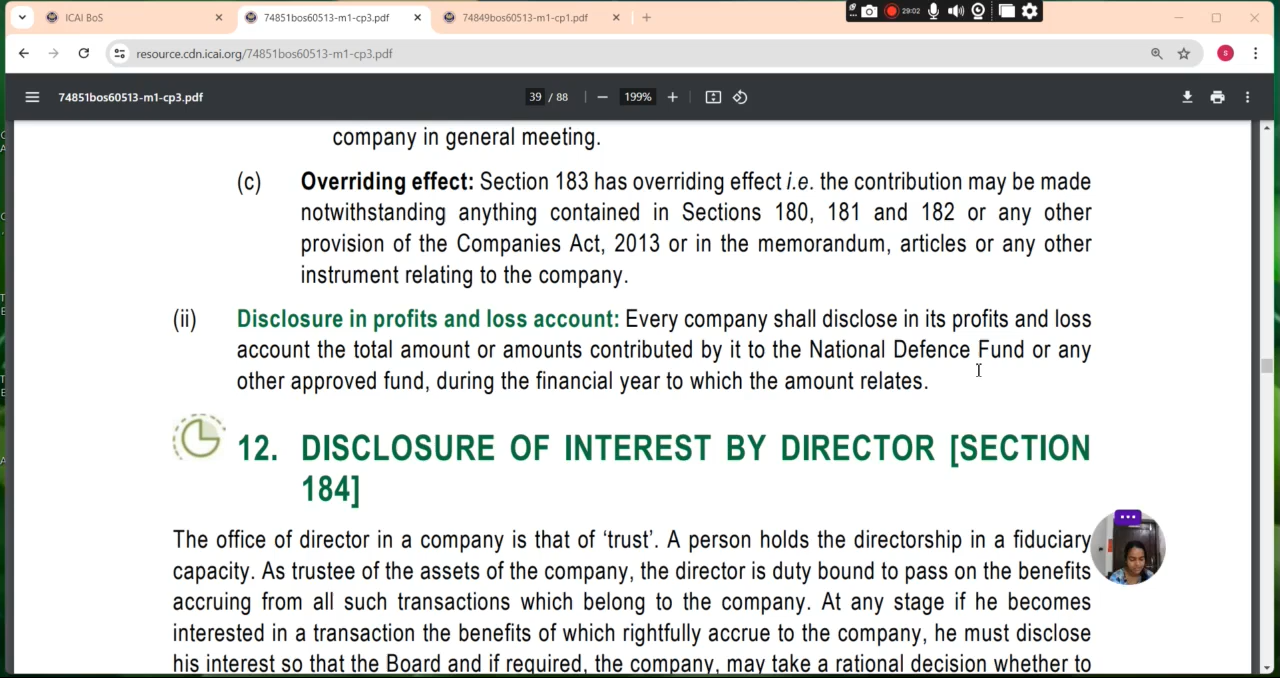 ICAI BoS
74851bos60513-m1-cp3.pdf
74849bos60513-m1-cp1.pdf
29:02
resource.cdn.icai.org/74851bos60513-m1-cp3.pdf
S
74851bos60513-m1-cp3.pdf
39 / 88
199%
company in general meeting.
(c) Overriding effect: Section 183 has overriding effect i.e. the contribution may be made
notwithstanding anything contained in Sections 180, 181 and 182 or any other
provision of the Companies Act, 2013 or in the memorandum, articles or any other
instrument relating to the company.
(ii) Disclosure in profits and loss account: Every company shall disclose in its profits and loss
account the total amount or amounts contributed by it to the National Defence Fund or any
other approved fund, during the financial year to which the amount relates.
12. DISCLOSURE OF INTEREST BY DIRECTOR [SECTION
184]
The office of director in a company is that of ‘trust’. A person holds the directorship in a fiduciary
capacity. As trustee of the assets of the company, the director is duty bound to pass on the benefits
accruing from all such transactions which belong to the company. At any stage if he becomes
interested in a transaction the benefits of which rightfully accrue to the company, he must disclose
his interest so that the Board and if required, the company, may take a rational decision whether to